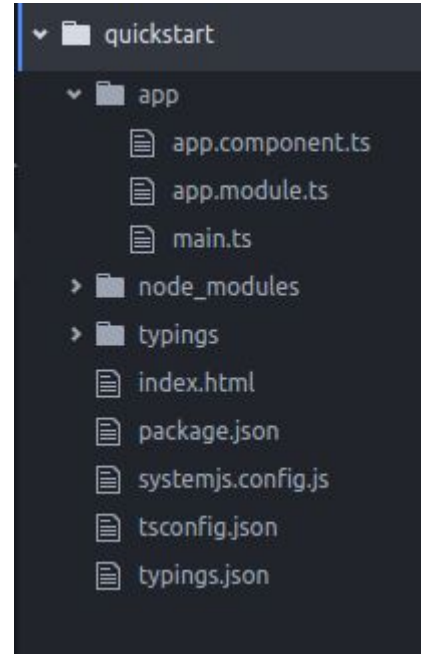 quickstart
app
app.component.ts
app.module.ts
main.ts
node_modules
typings
index.html
package.json
systemjs.config.js
tsconfig.json
typings.json